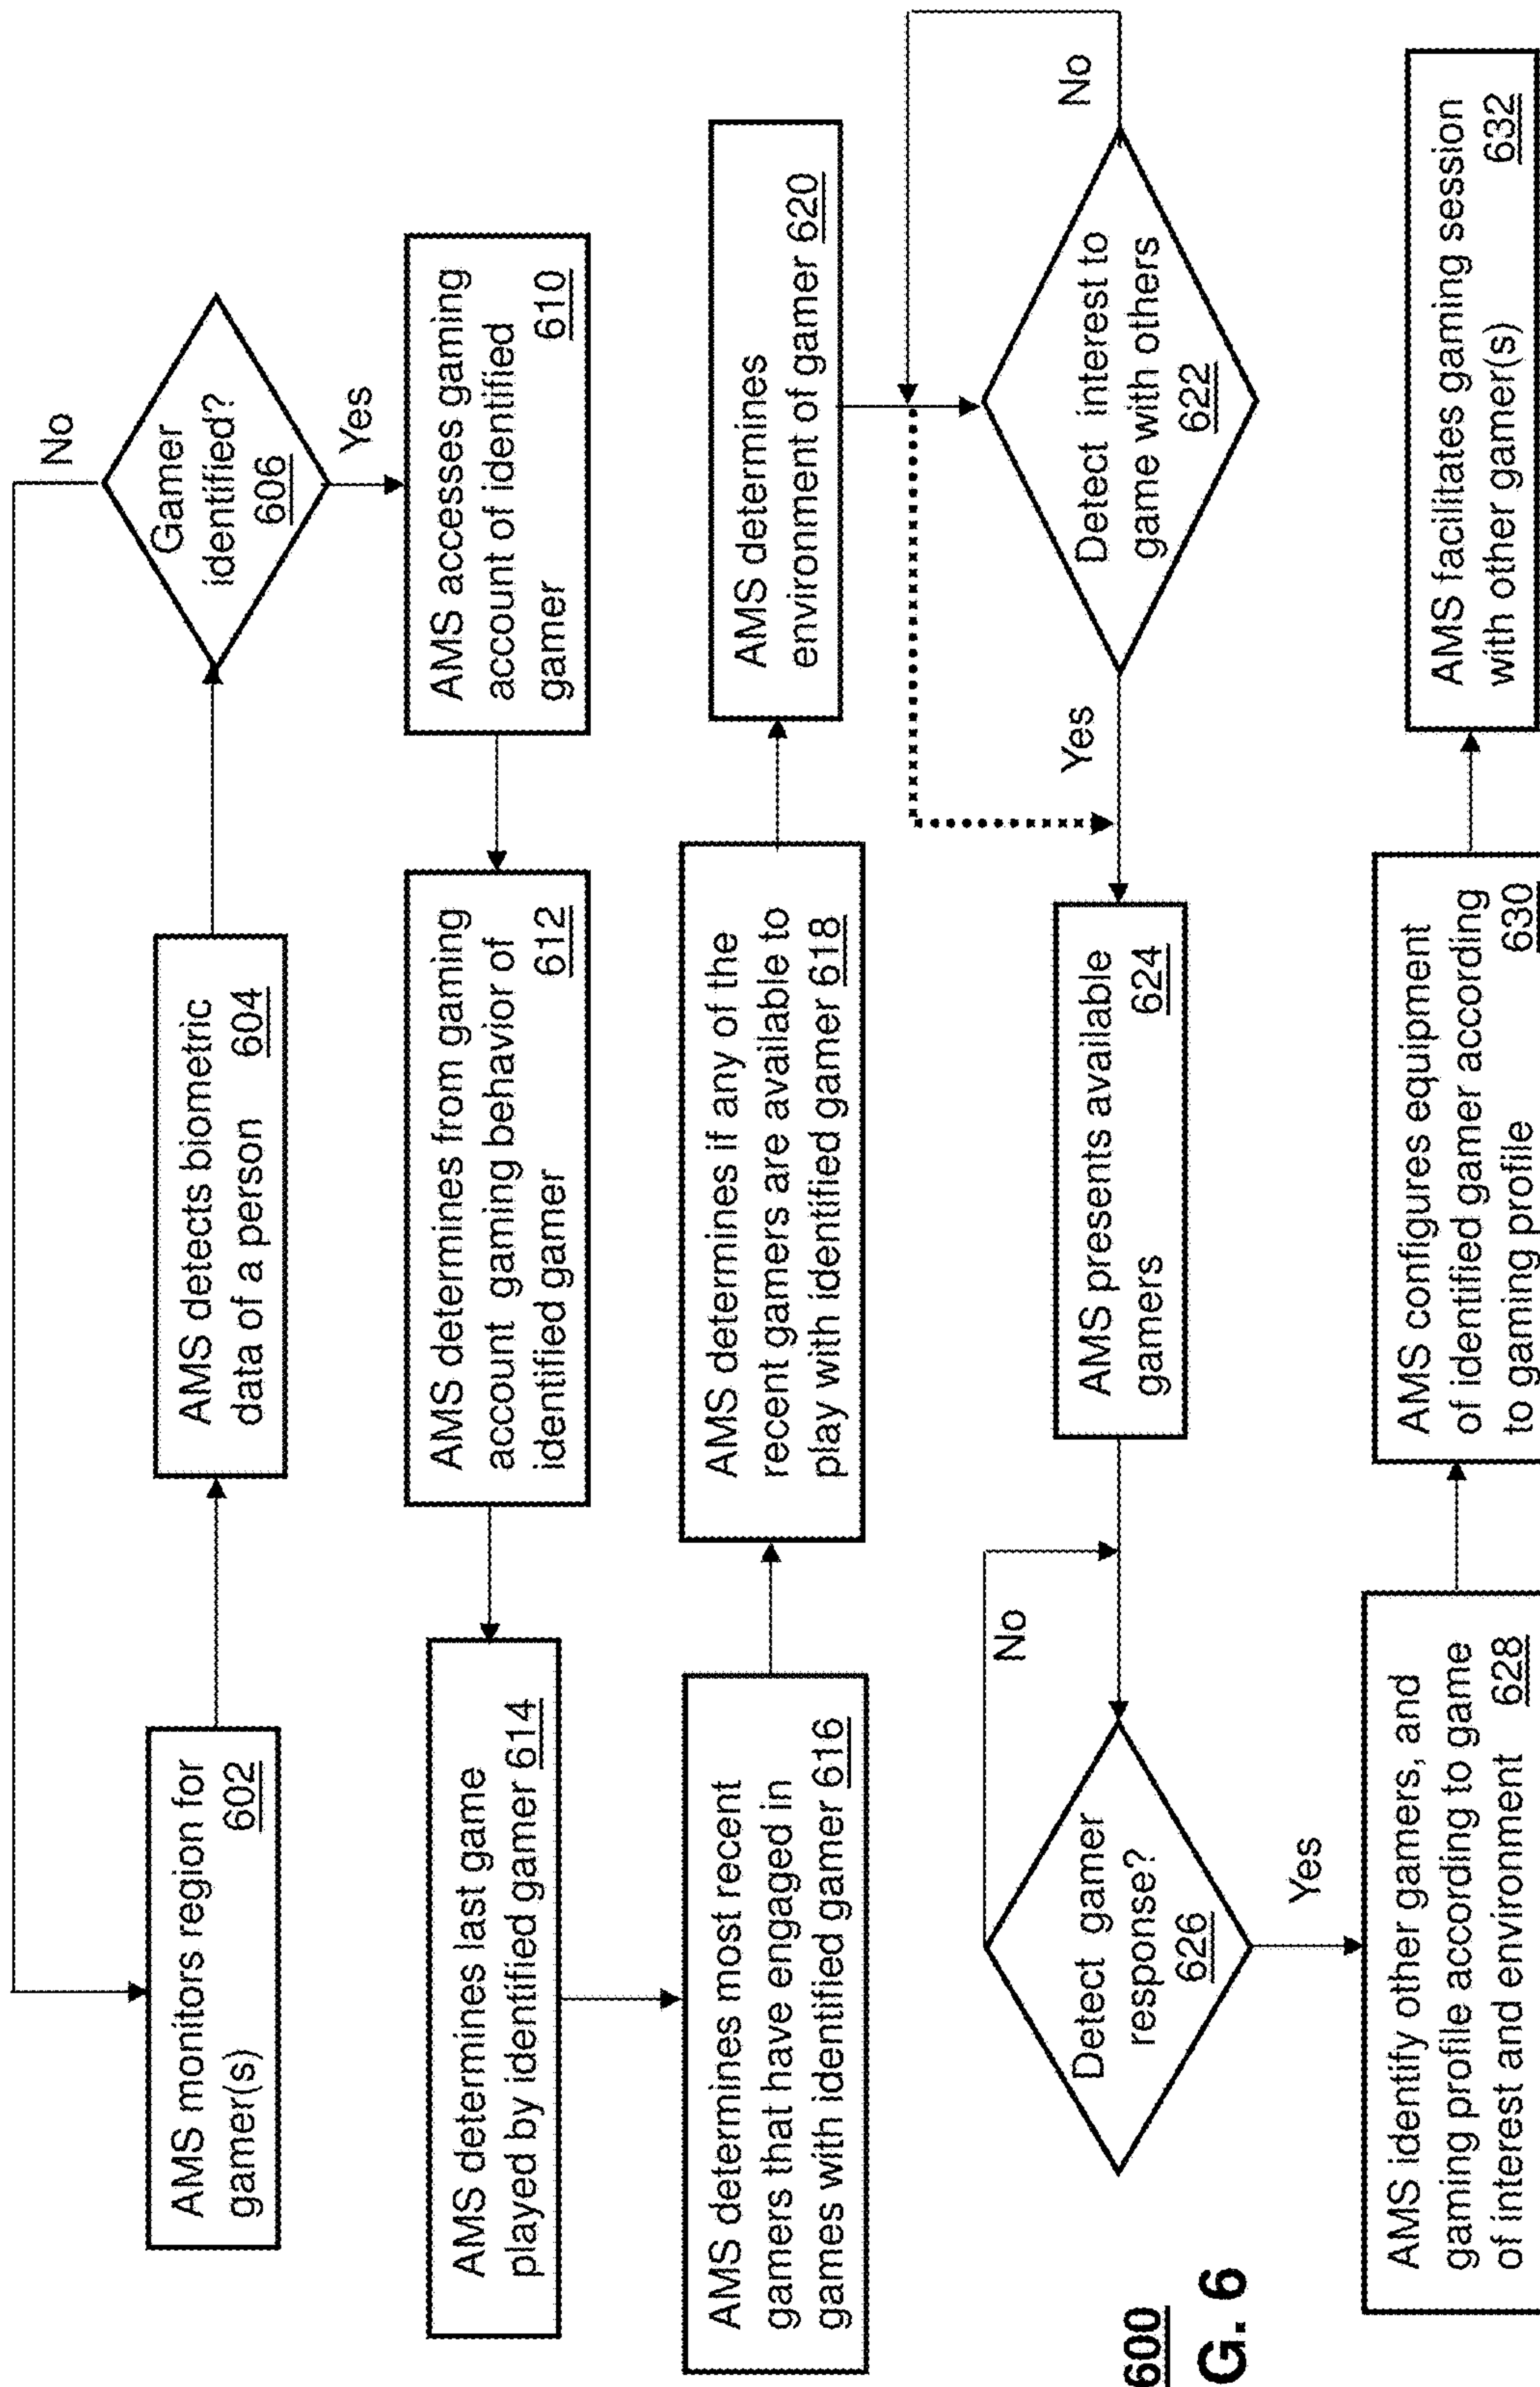 No
AMS monitors region for
gamer(s) 602
AMS detects biometric
data of a person 604
Gamer
identified?
606
Yes
AMS accesses gaming
account of identified
gamer 610
AMS determines from gaming
account gaming behavior of
identified gamer 612
AMS determines last game
played by identified gamer 614
AMS determines most recent
gamers that have engaged in
games with identified gamer 616
AMS determines if any of the
recent gamers are available to
play with identified gamer 618
AMS determines
environment of gamer 620
No
Detect interest to
game with others
622
Yes
AMS presents available
gamers 624
No
Detect gamer
response?
626
Yes
AMS identify other gamers, and
gaming profile according to game
of interest and environment 628
AMS configures equipment
of identified gamer according
to gaming profile 630
AMS facilitates gaming session
with other gamer(s) 632
600
G. 6